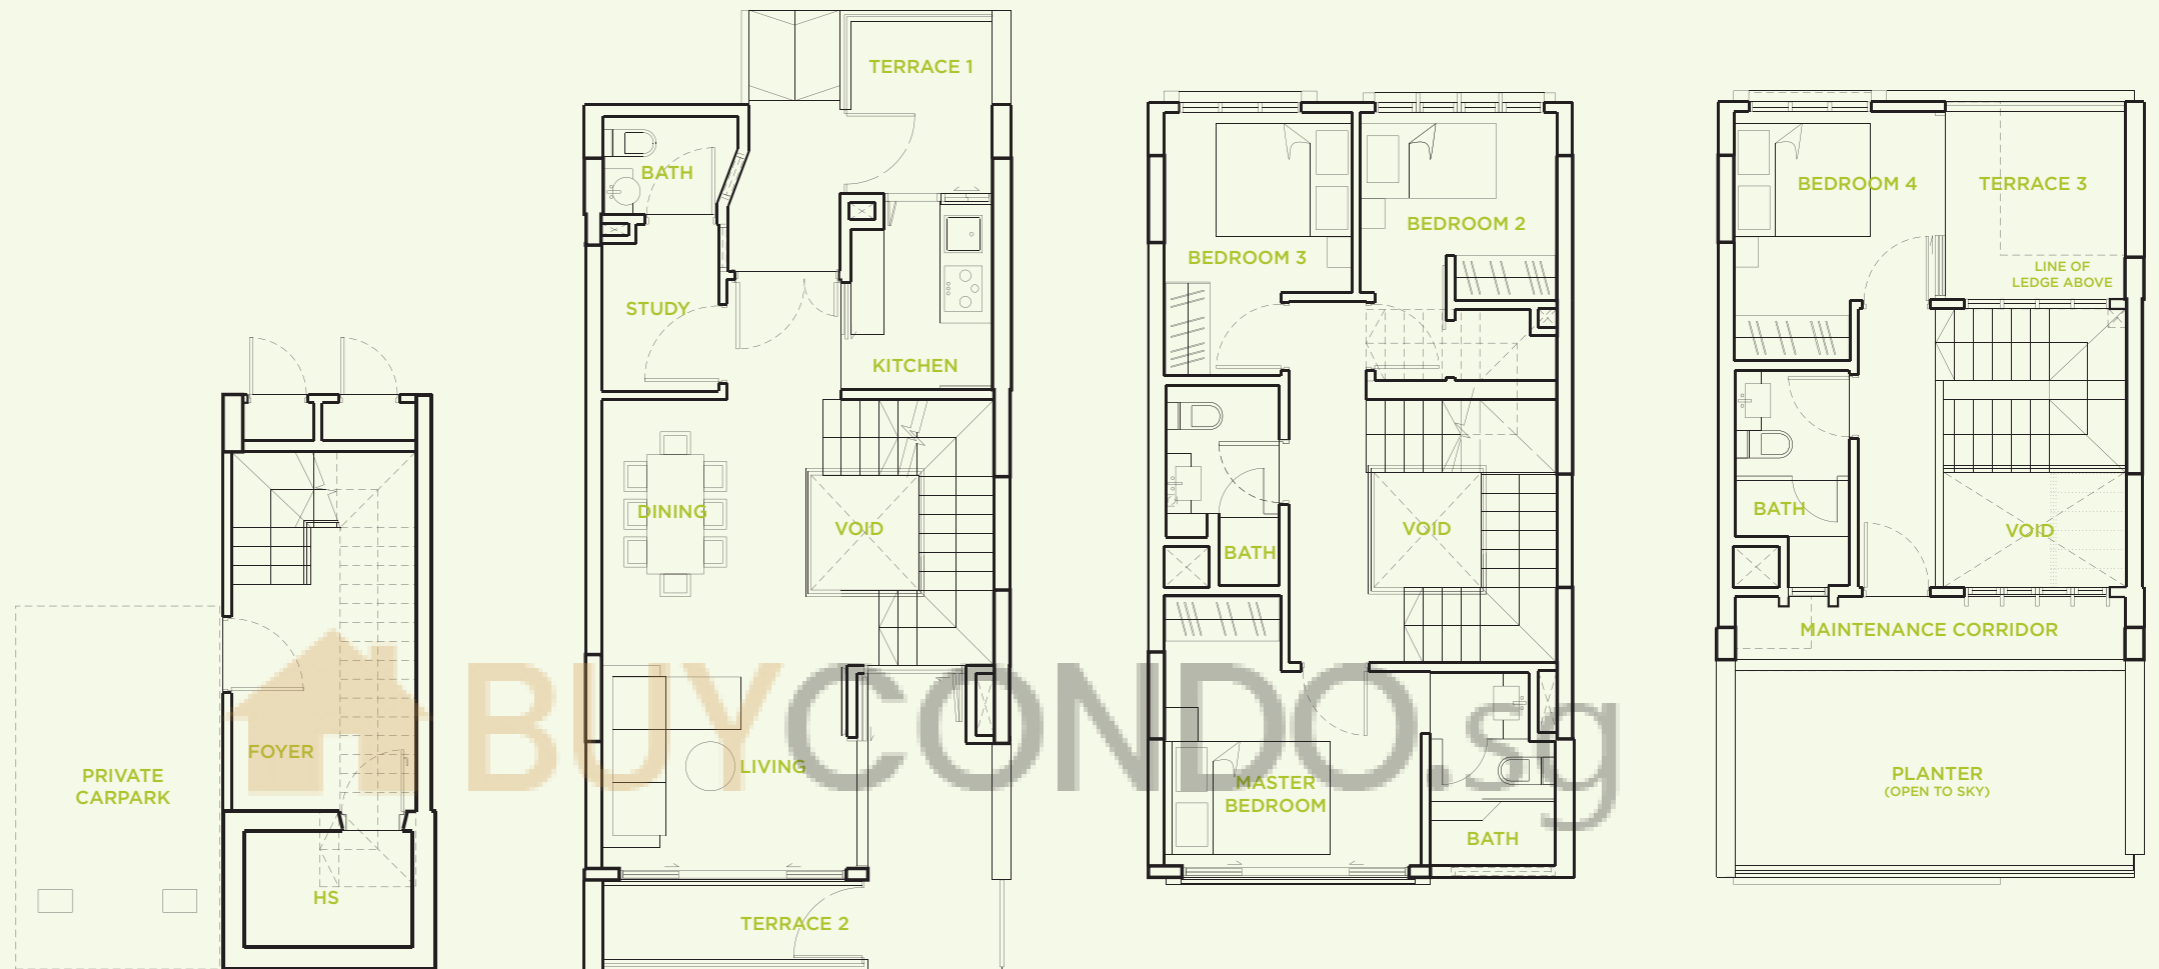 PRIVATE
CARPARK
FOYER
HS
TERRACE 1
BATH
STUDY
KITCHEN
DINING
VOID
LIVING
TERRACE 2
BEDROOM 3
BEDROOM 2
BATH
VOID
MASTER
BEDROOM
BATH
BEDROOM 4
TERRACE 3
LINE OF
LEDGE ABOVE
BATH
VOID
MAINTENANCE CORRIDOR
PLANTER
(OPEN TO SKY)
BUYCONDO.sg